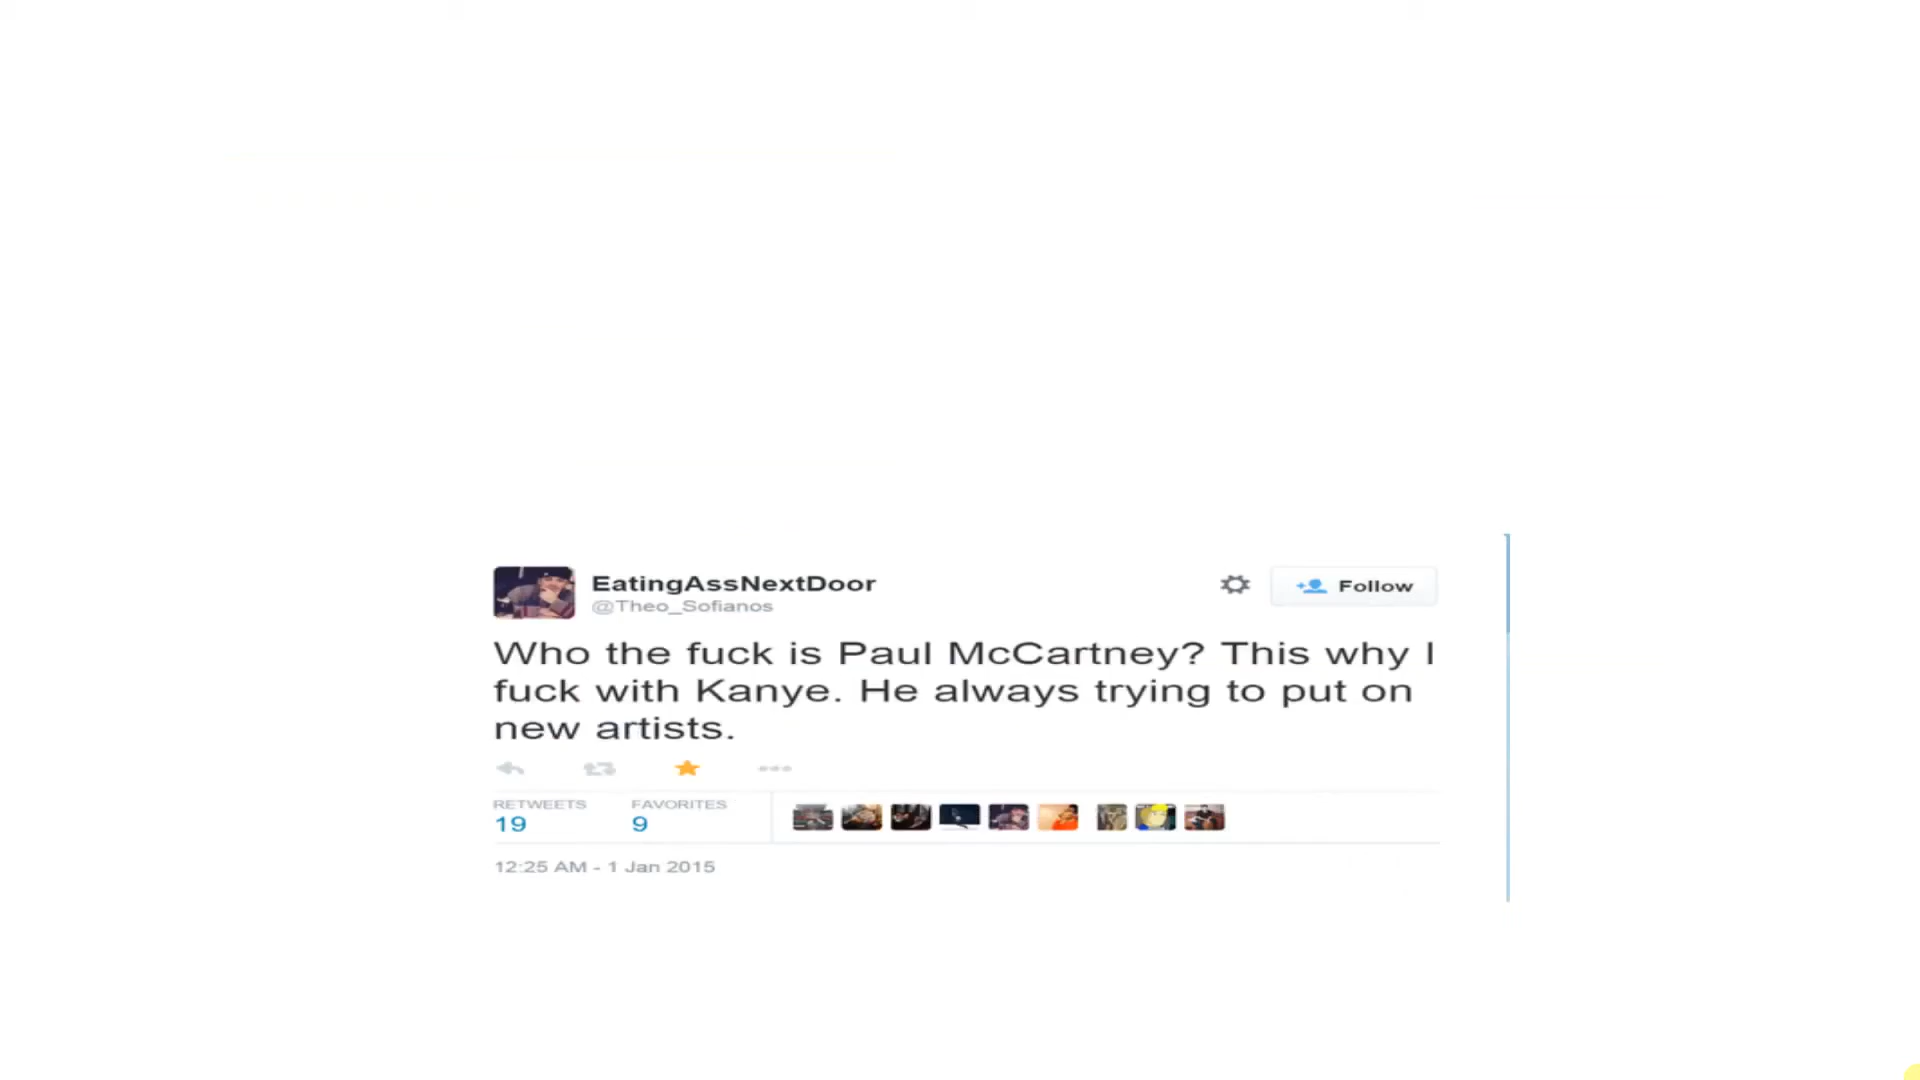 EatingAssNextDoor
@Theo_Sofianos
Follow
Who the fuck is Paul McCartney? This why I
fuck with Kanye. He always trying to put on
new artists.
RETWEETS FAVORITES
19 9
12:25 AM - 1 Jan 2015